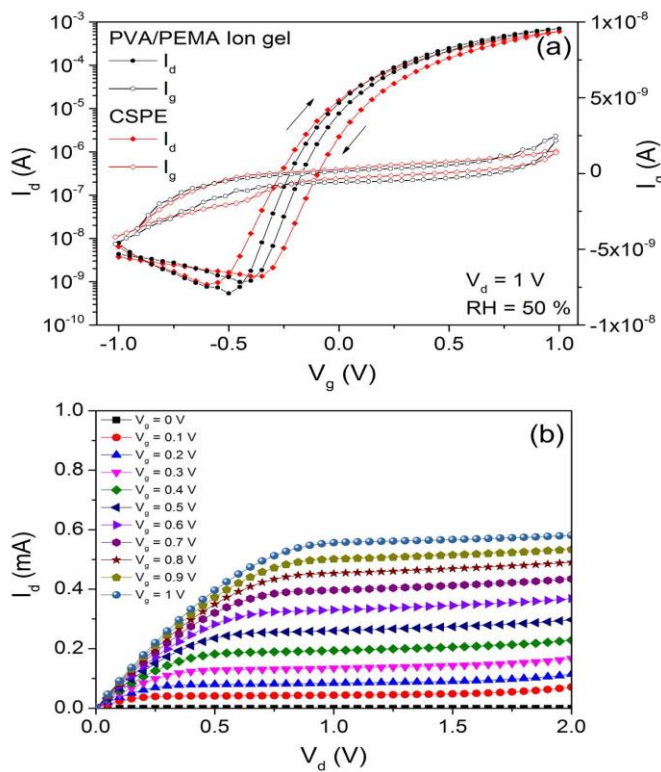 (a)
PVA/PEMA Ion gel
I_d
I_g
CSPE
I_d
I_g
V_d = 1 V
RH = 50 %
10^-3
10^-4
10^-5
10^-6
10^-7
10^-8
10^-9
10^-10
I_d (A)
1x10^-8
5x10^-9
0
-5x10^-9
-1x10^-8
I_g (A)
-1.0 -0.5 0.0 0.5 1.0
V_g (V)
(b)
V_g = 0 V
V_g = 0.1 V
V_g = 0.2 V
V_g = 0.3 V
V_g = 0.4 V
V_g = 0.5 V
V_g = 0.6 V
V_g = 0.7 V
V_g = 0.8 V
V_g = 0.9 V
V_g = 1 V
1.0
0.8
0.6
0.4
0.2
0.0
I_d (mA)
0.0 0.5 1.0 1.5 2.0
V_d (V)